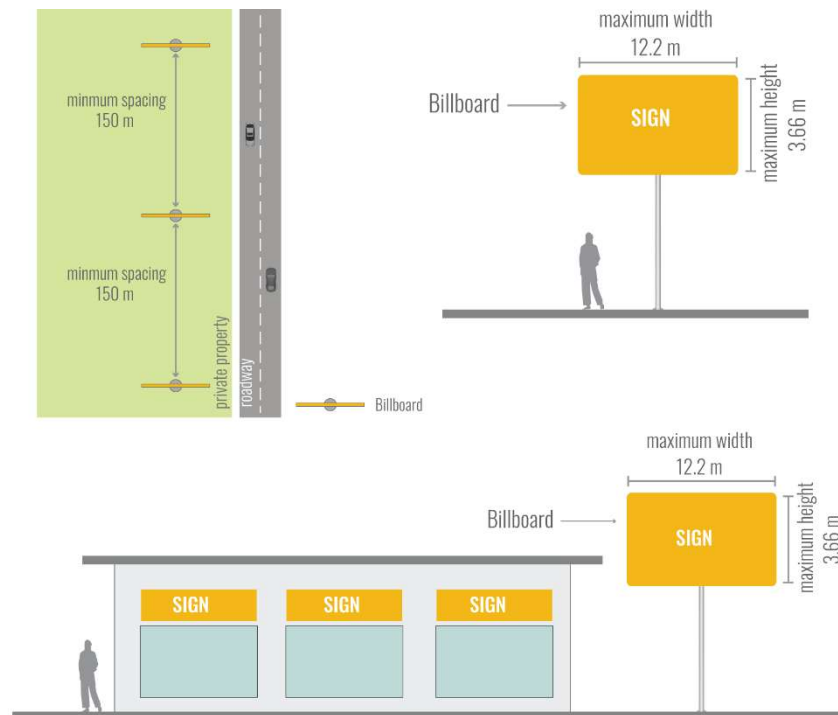 minmum spacing
150 m
minmum spacing
150 m
private property
roadway
Billboard
maximum width
12.2 m
Billboard
SIGN
maximum height
3.66 m
maximum width
12.2 m
Billboard
SIGN
maximum height
3.66 m
SIGN
SIGN
SIGN